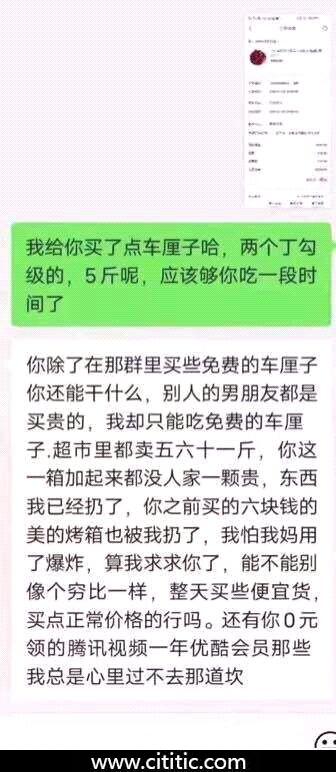 我给你买了点车厘子哈，两个丁勾
级的，5斤呢，应该够你吃一段时
间了
你除了在那群里买些免费的车厘子
你还能干什么，别人的男朋友都是
买贵的，我却只能吃免费的车厘
子.超市里都卖五六十一斤，你这
一箱加起来都没人家一颗贵，东西
我已经扔了，你之前买的六块钱的
美的烤箱也被我扔了，我怕我妈用
了爆炸，算我求求你了，能不能别
像个穷比一样，整天买些便宜货，
买点正常价格的行吗。还有你0元
领的腾讯视频一年优酷会员那些
我总是心里过不去那道坎
www.cititic.com